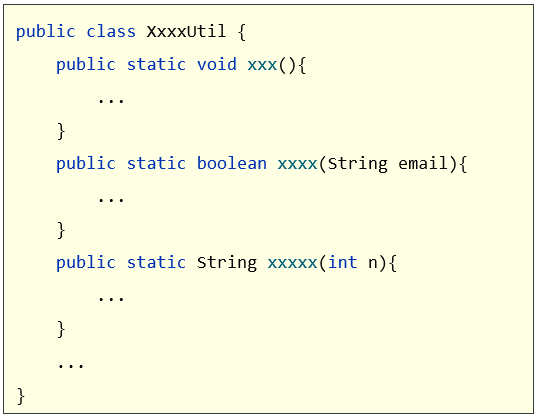 public class XxxxUtil {
    public static void xxx(){
        ...
    }
    public static boolean xxxx(String email){
        ...
    }
    public static String xxxxx(int n){
        ...
    }
    ...
}